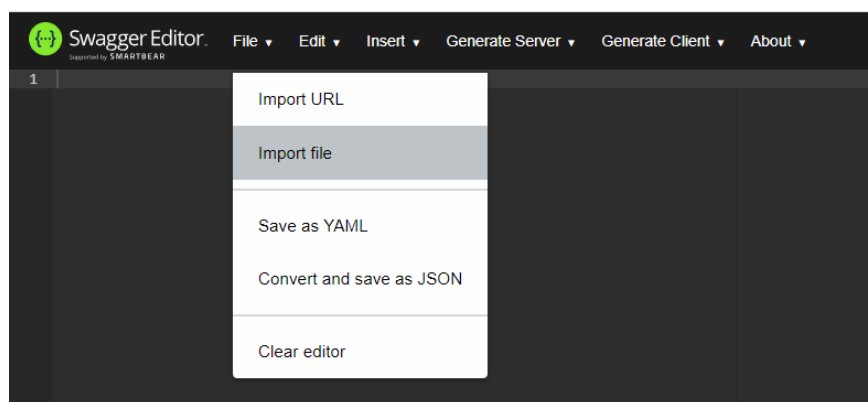 {···} Swagger Editor. File ▾ Edit ▾ Insert ▾ Generate Server ▾ Generate Client ▾ About ▾
Supported by SMARTBEAR
1
Import URL
Import file
Save as YAML
Convert and save as JSON
Clear editor